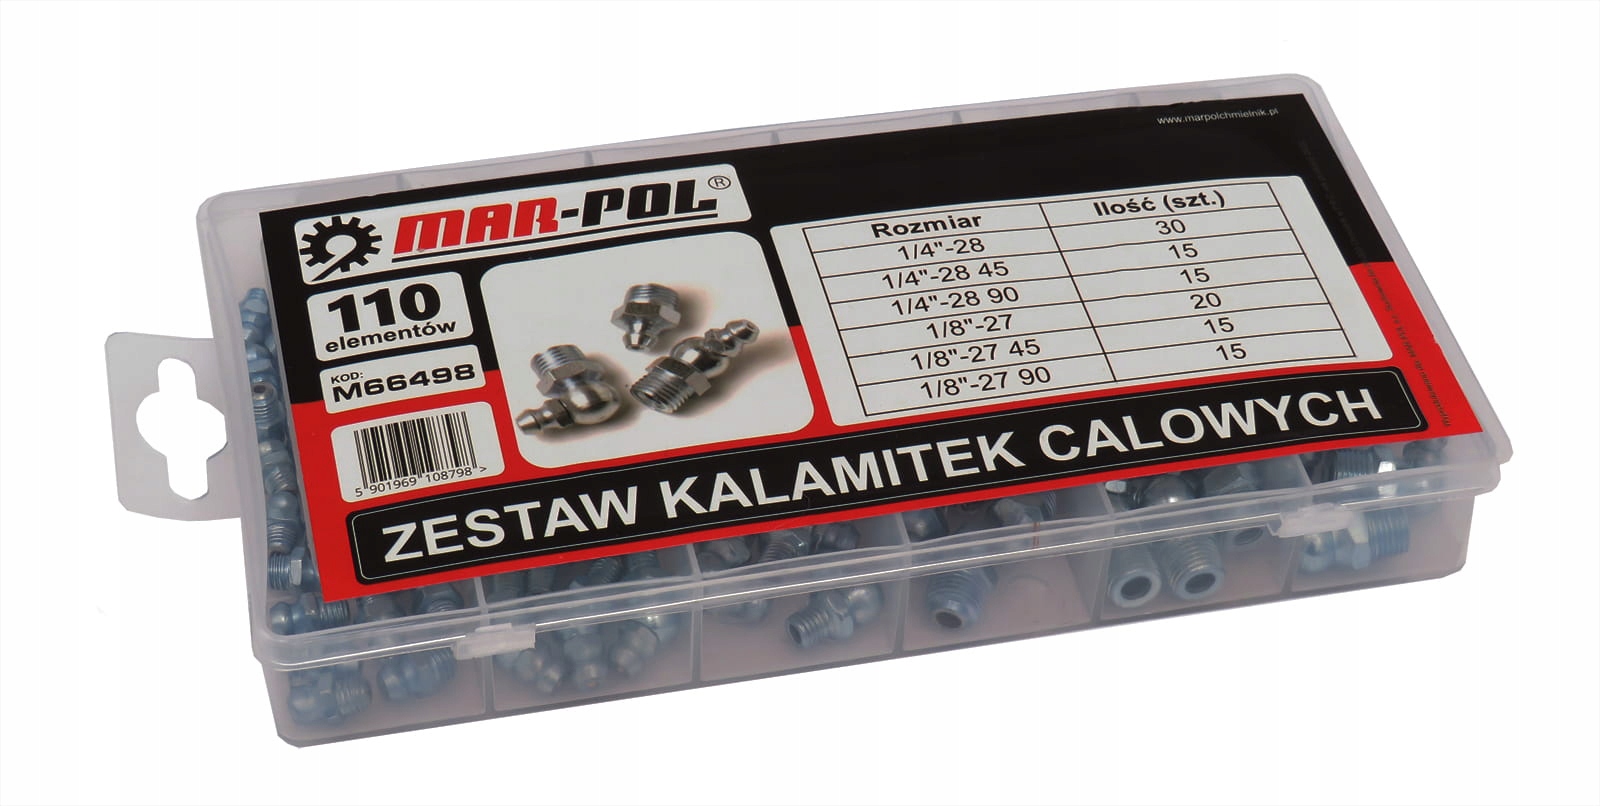 www.marpolchmielnik.pl
MAR-POL®
110
elementów
KOD:
M66498
5 901969 108798 >
Rozmiar Ilość (szt.)
1/4"-28 30
1/4"-28 45 15
1/4"-28 90 15
1/8"-27 20
1/8"-27 45 15
1/8"-27 90 15
ZESTAW KALAMITEK CALOWYCH